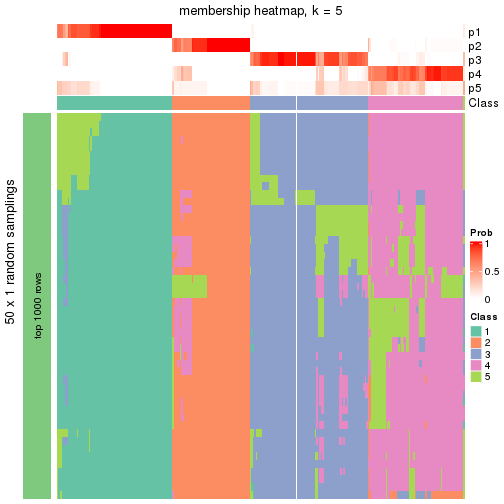 membership heatmap, k = 5
p1
p2
p3
p4
p5
Class
50 x 1 random samplings
top 1000 rows
Prob
1
0.5
0
Class
1
2
3
4
5